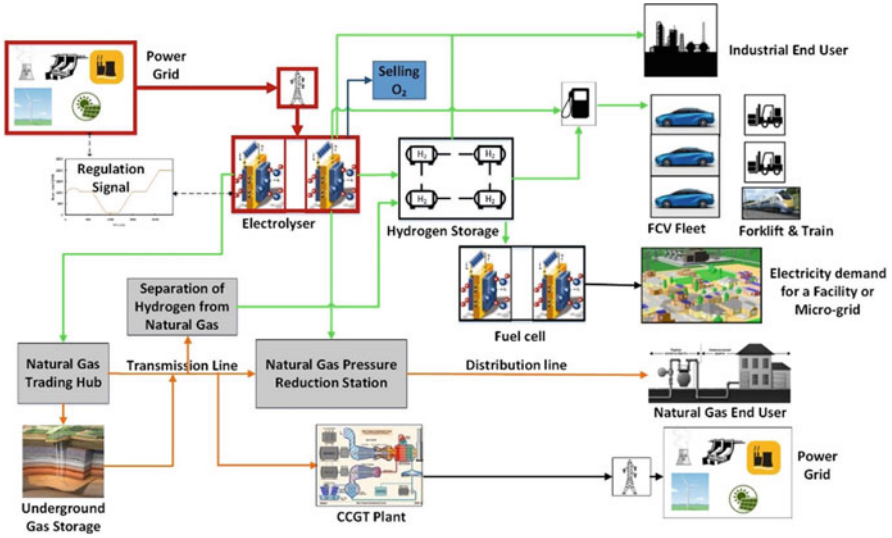 Power
Grid
Selling
O₂
Industrial End User
Regulation
Signal
H₂
H₂
H₂
H₂
Electrolyser
Hydrogen Storage
FCV Fleet
Forklift & Train
Separation of
Hydrogen from
Natural Gas
Fuel cell
Electricity demand
for a Facility or
Micro-grid
Natural Gas
Trading Hub
Transmission Line
Natural Gas Pressure
Reduction Station
Distribution line
Natural Gas End User
Underground
Gas Storage
CCGT Plant
Power
Grid